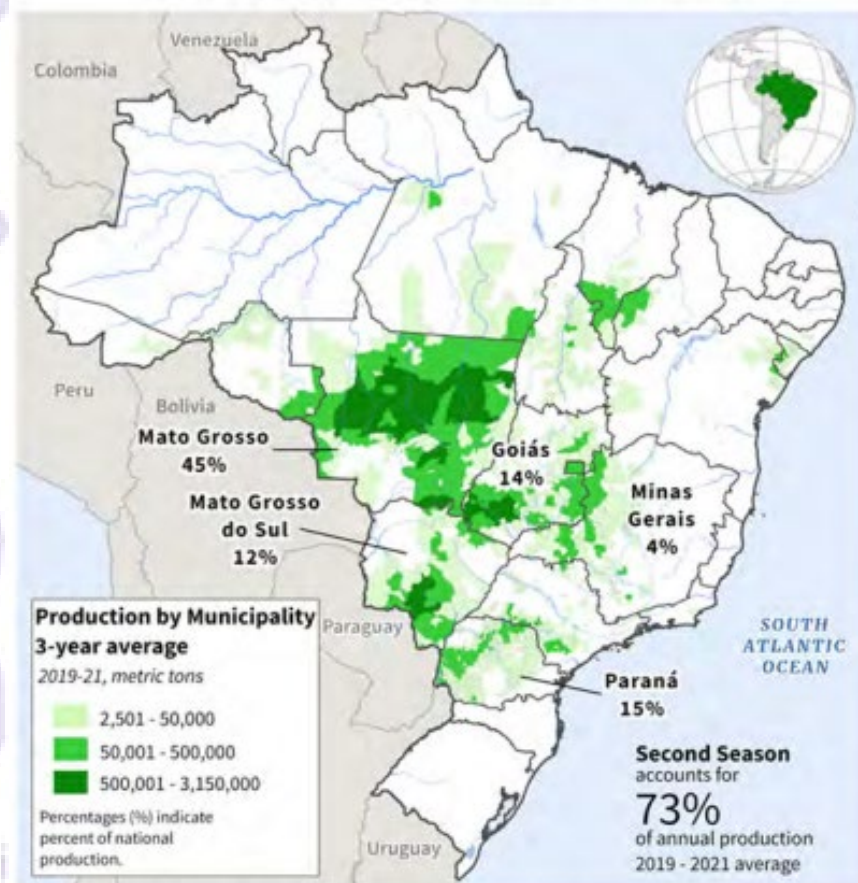 Venezuela
Colombia
Peru
Bolivia
Mato Grosso
45%
Goiás
14%
Mato Grosso
do Sul
12%
Minas
Gerais
4%
Production by Municipality
3-year average
2019-21, metric tons
2,501 - 50,000
50,001 - 500,000
500,001 - 3,150,000
Percentages (%) indicate
percent of national
production.
Paraguay
SOUTH
ATLANTIC
OCEAN
Paraná
15%
Second Season
accounts for
73%
of annual production
2019 - 2021 average
Uruguay